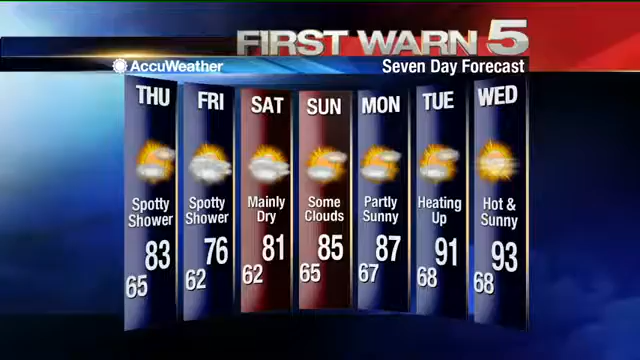 FIRST WARN 5
AccuWeather
Seven Day Forecast
THU
Spotty
Shower
83
65
FRI
Spotty
Shower
76
62
SAT
Mainly
Dry
81
62
SUN
Some
Clouds
85
65
MON
Partly
Sunny
87
67
TUE
Heating
Up
91
68
WED
Hot &
Sunny
93
68